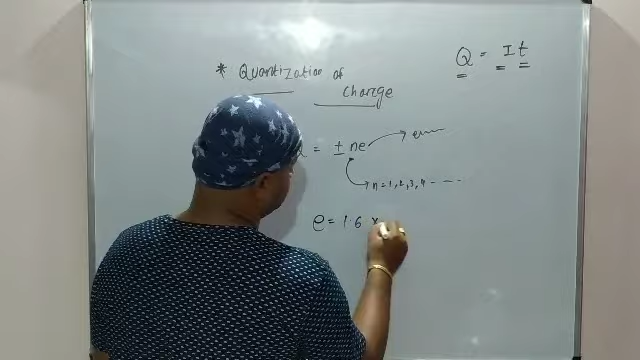 * Quantization of
Charge
Q = I t
= ± ne
n = 1, 2, 3, 4 - - -
e = 1.6 ×